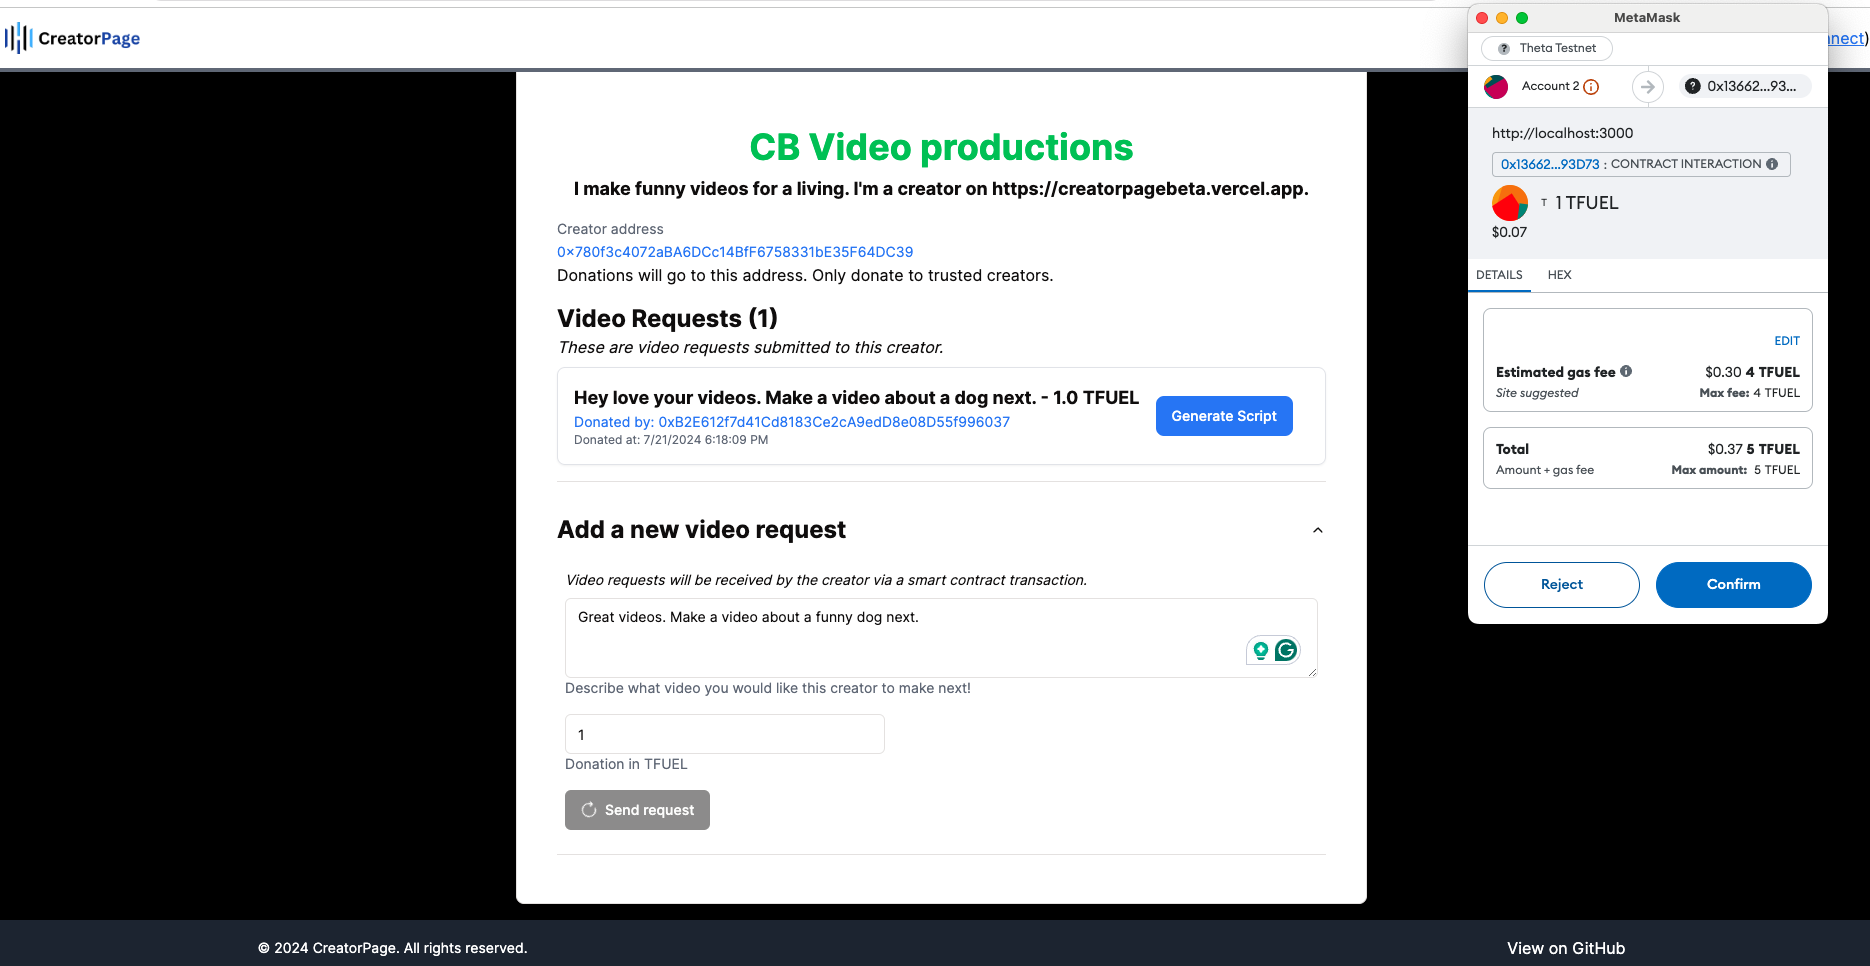 CreatorPage
CB Video productions
I make funny videos for a living. I'm a creator on https://creatorpagebeta.vercel.app.
Creator address
0x780f3c4072aBA6DCc14BfF6758331bE35F64DC39
Donations will go to this address. Only donate to trusted creators.
Video Requests (1)
These are video requests submitted to this creator.
Hey love your videos. Make a video about a dog next. - 1.0 TFUEL
Donated by: 0xB2E612f7d41Cd8183Ce2cA9edD8e08D55f996037
Donated at: 7/21/2024 6:18:09 PM
Generate Script
Add a new video request
Video requests will be received by the creator via a smart contract transaction.
Great videos. Make a video about a funny dog next.
Describe what video you would like this creator to make next!
1
Donation in TFUEL
Send request
© 2024 CreatorPage. All rights reserved.
View on GitHub
MetaMask
Theta Testnet
nnect)
Account 2
0x13662...93...
http://localhost:3000
0x13662...93D73 : CONTRACT INTERACTION
T 1 TFUEL
$0.07
DETAILS HEX
EDIT
Estimated gas fee $0.30 4 TFUEL
Site suggested Max fee: 4 TFUEL
Total $0.37 5 TFUEL
Amount + gas fee Max amount: 5 TFUEL
Reject Confirm